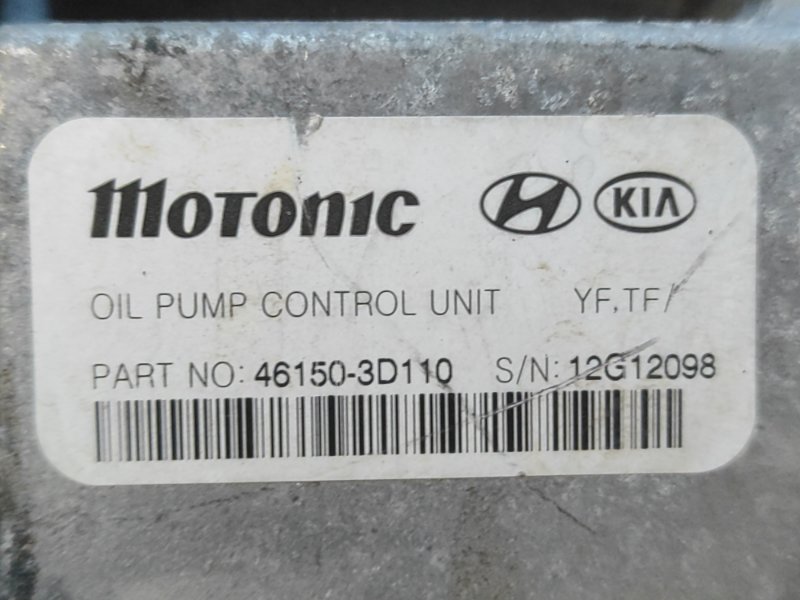 MOTONIC KIA
OIL PUMP CONTROL UNIT YF,TF/
PART NO: 46150-3D110 S/N: 12G12098